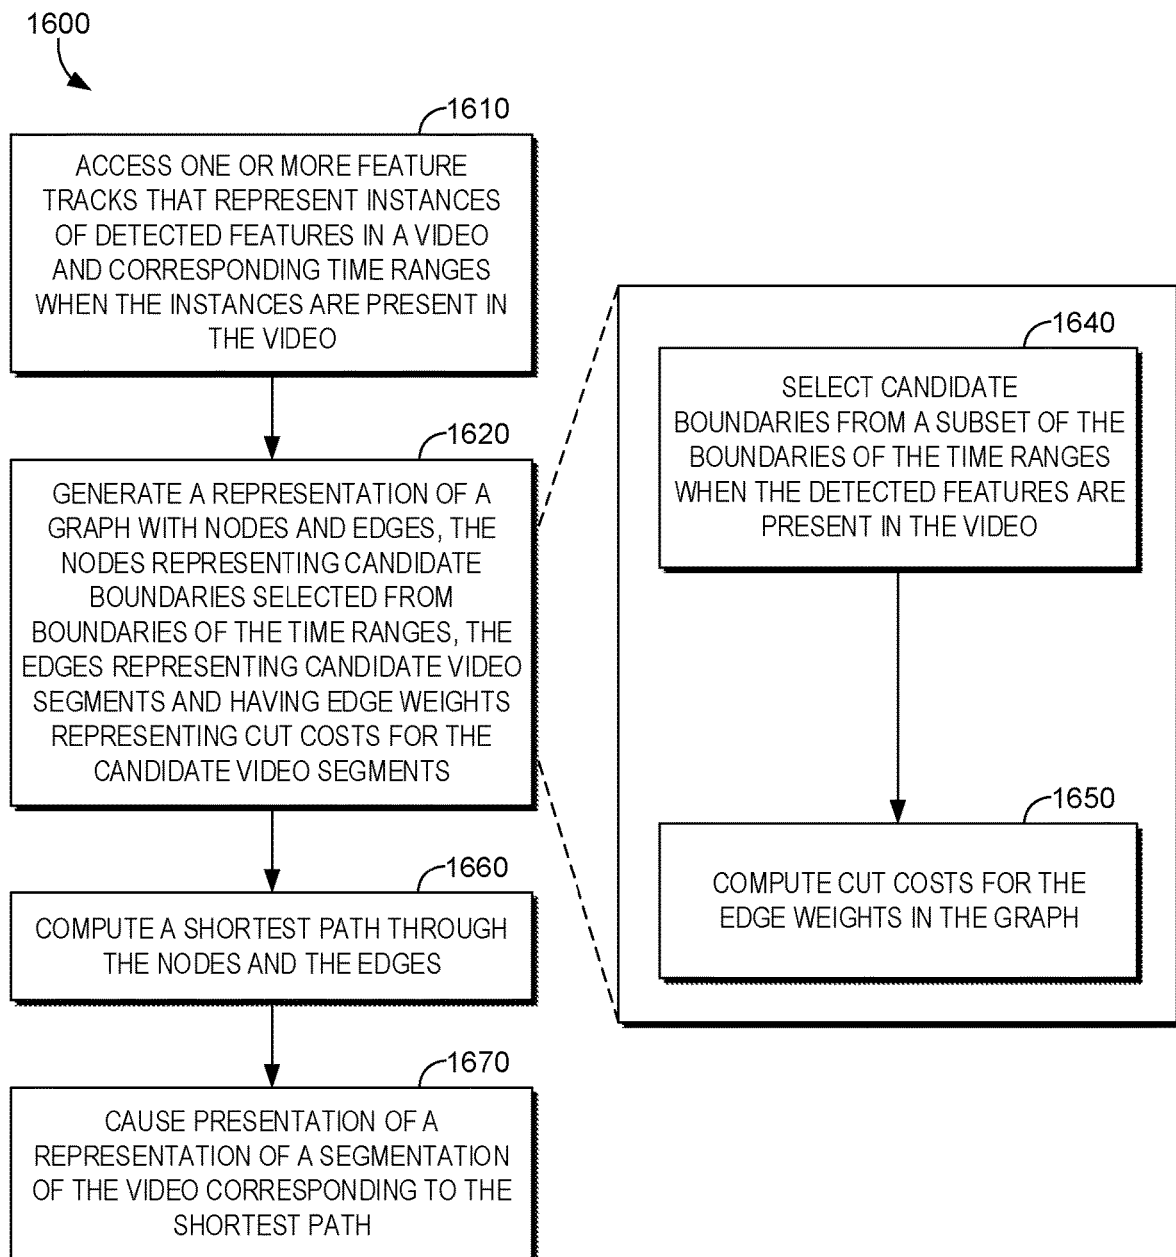 1600
1610
ACCESS ONE OR MORE FEATURE
TRACKS THAT REPRESENT INSTANCES
OF DETECTED FEATURES IN A VIDEO
AND CORRESPONDING TIME RANGES
WHEN THE INSTANCES ARE PRESENT IN
THE VIDEO
1620
GENERATE A REPRESENTATION OF A
GRAPH WITH NODES AND EDGES, THE
NODES REPRESENTING CANDIDATE
BOUNDARIES SELECTED FROM
BOUNDARIES OF THE TIME RANGES, THE
EDGES REPRESENTING CANDIDATE VIDEO
SEGMENTS AND HAVING EDGE WEIGHTS
REPRESENTING CUT COSTS FOR THE
CANDIDATE VIDEO SEGMENTS
1640
SELECT CANDIDATE
BOUNDARIES FROM A SUBSET OF THE
BOUNDARIES OF THE TIME RANGES
WHEN THE DETECTED FEATURES ARE
PRESENT IN THE VIDEO
1650
COMPUTE CUT COSTS FOR THE
EDGE WEIGHTS IN THE GRAPH
1660
COMPUTE A SHORTEST PATH THROUGH
THE NODES AND THE EDGES
1670
CAUSE PRESENTATION OF A
REPRESENTATION OF A SEGMENTATION
OF THE VIDEO CORRESPONDING TO THE
SHORTEST PATH